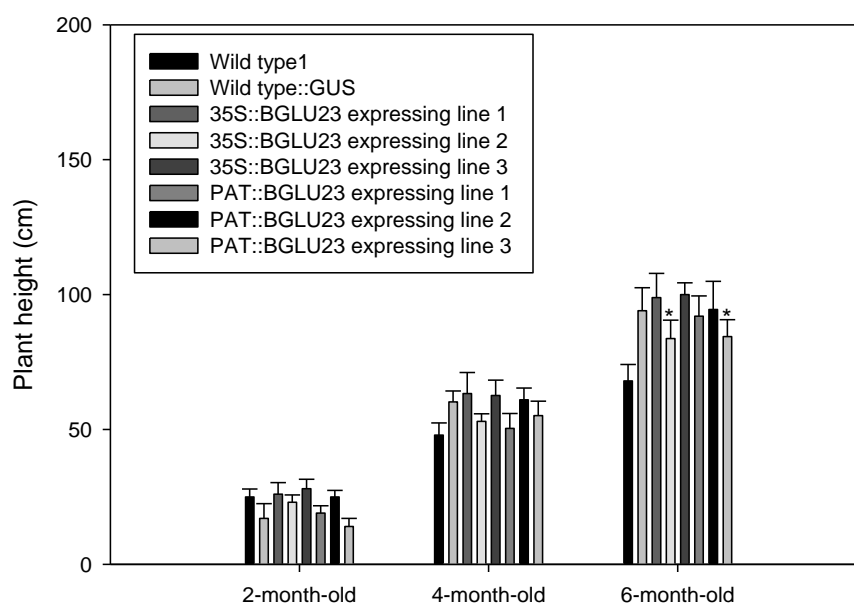 200
150
100
50
0
Plant height (cm)
Wild type1
Wild type::GUS
35S::BGLU23 expressing line 1
35S::BGLU23 expressing line 2
35S::BGLU23 expressing line 3
PAT::BGLU23 expressing line 1
PAT::BGLU23 expressing line 2
PAT::BGLU23 expressing line 3
* *
2-month-old 4-month-old 6-month-old